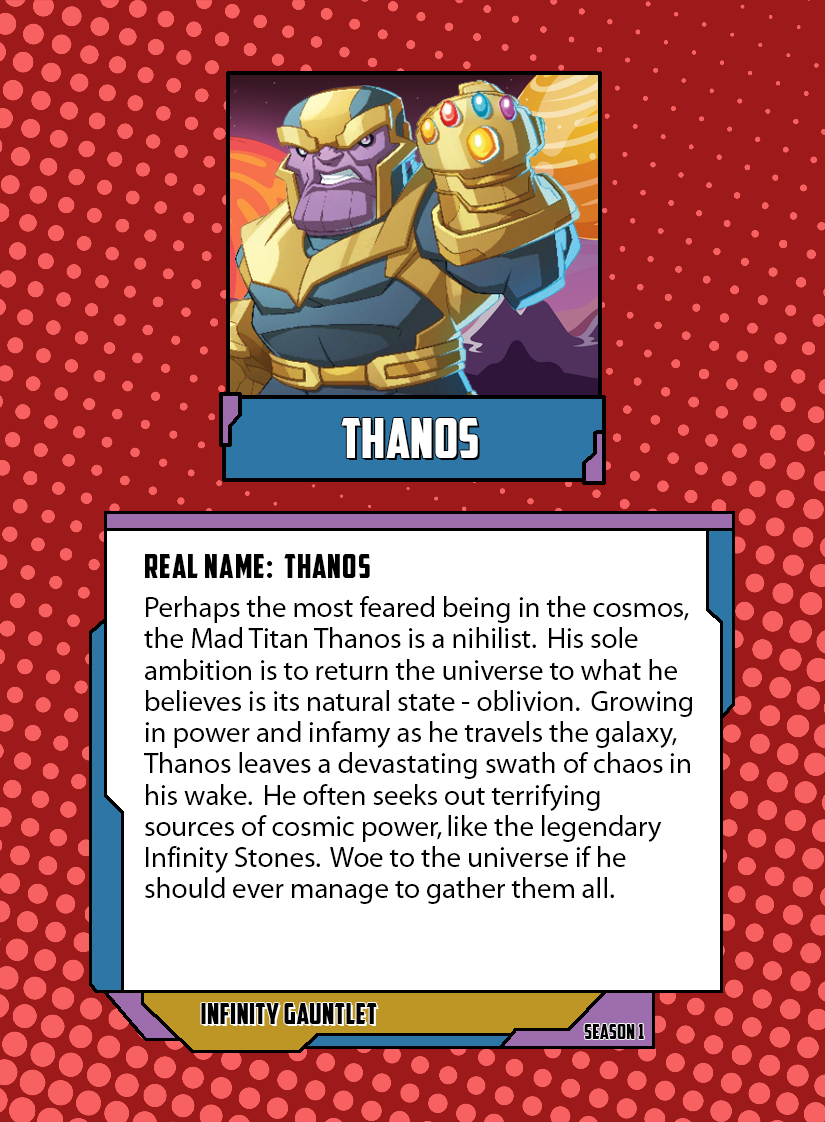 THANOS
REAL NAME: THANOS
Perhaps the most feared being in the cosmos,
the Mad Titan Thanos is a nihilist. His sole
ambition is to return the universe to what he
believes is its natural state - oblivion. Growing
in power and infamy as he travels the galaxy,
Thanos leaves a devastating swath of chaos in
his wake. He often seeks out terrifying
sources of cosmic power, like the legendary
Infinity Stones. Woe to the universe if he
should ever manage to gather them all.
INFINITY GAUNTLET
SEASON 1